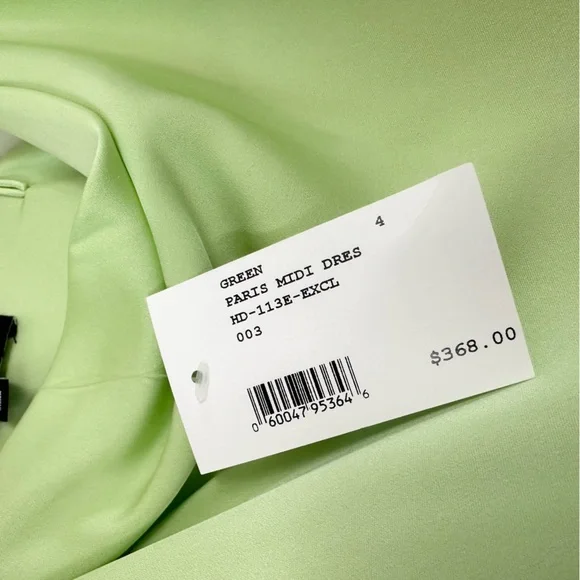 4
GREEN
PARIS MIDI DRES
HD-113E-EXCL
003
$368.00
0 60047 95364 6